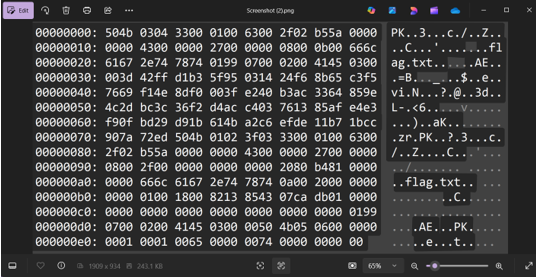 Edit
Screenshot (2).png
00000000: 504b 0304 3300 0100 6300 2f02 b55a 0000 PK..3...c./..Z..
00000010: 0000 4300 0000 2700 0000 0800 0b00 666c ..C...'.......fl
00000020: 6167 2e74 7874 0199 0700 0200 4145 0300 ag.txt......AE..
00000030: 003d 42ff d1b3 5f95 0314 24f6 8b65 c3f5 .=B..._...$..e..
00000040: 7669 f14e 8df0 003f e240 b3ac 3364 859e vi.N...?.@..3d..
00000050: 4c2d bc3c 36f2 d4ac c403 7613 85af e4e3 L-.<6.....v.....
00000060: f90f bd29 d91b 614b a2c6 efde 11b7 1bcc ...)..aK........
00000070: 907a 72ed 504b 0102 3f03 3300 0100 6300 .zr.PK..?.3...c.
00000080: 2f02 b55a 0000 0000 4300 0000 2700 0000 /..Z....C...'...
00000090: 0800 2f00 0000 0000 0000 2080 b481 0000 ../....... .....
000000a0: 0000 666c 6167 2e74 7874 0a00 2000 0000 ..flag.txt.. ...
000000b0: 0000 0100 1800 8213 8543 07ca db01 0000 .........C......
000000c0: 0000 0000 0000 0000 0000 0000 0000 0199 ................
000000d0: 0700 0200 4145 0300 0050 4b05 0600 0000 ....AE...PK.....
000000e0: 0001 0001 0065 0000 0074 0000 0000 00 .....e...t.....
1909 x 934 243.1 KB 65%